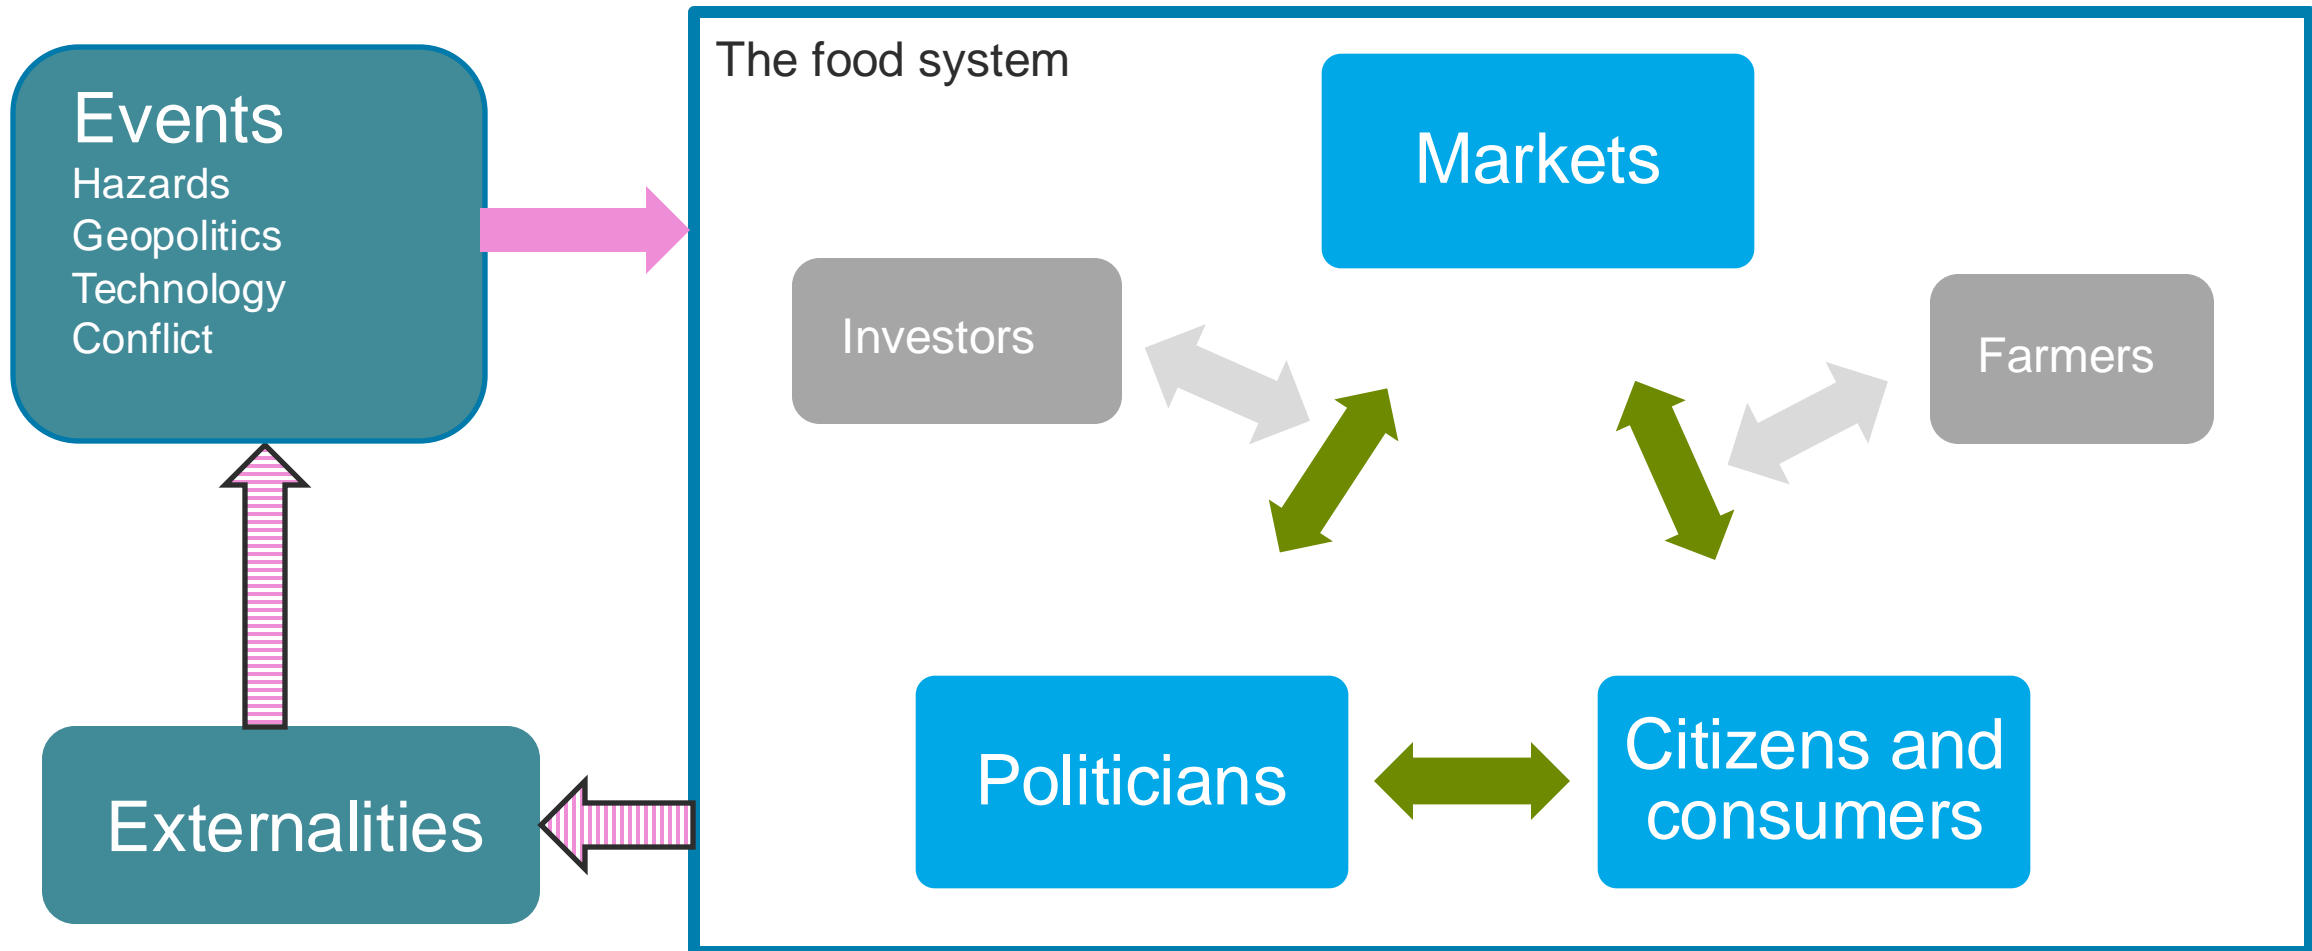 The food system
Events
Hazards
Geopolitics
Technology
Conflict
Markets
Investors
Farmers
Externalities
Politicians
Citizens and
consumers